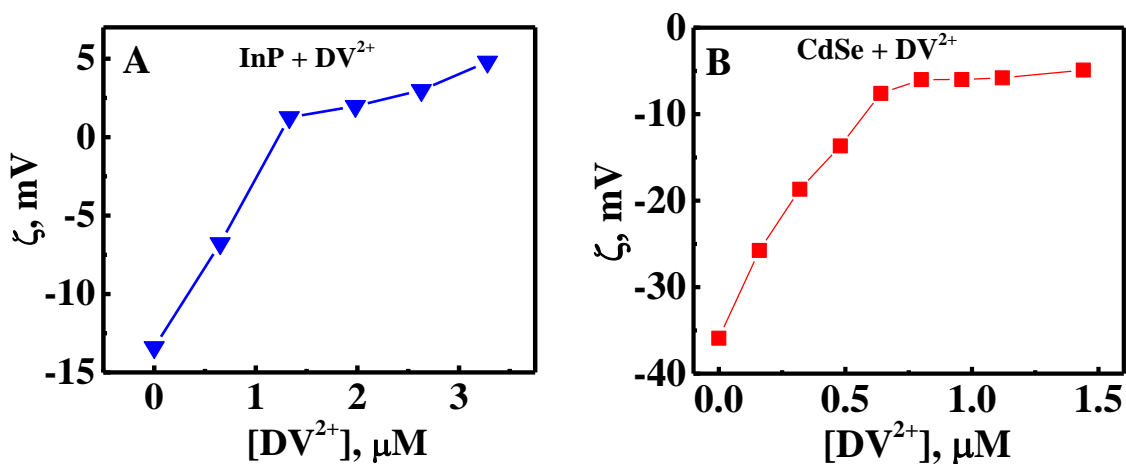 A
InP + DV²⁺
5
0
-5
-10
-15
ζ, mV
0 1 2 3
[DV²⁺], μM
B
CdSe + DV²⁺
0
-10
-20
-30
-40
ζ, mV
0.0 0.5 1.0 1.5
[DV²⁺], μM